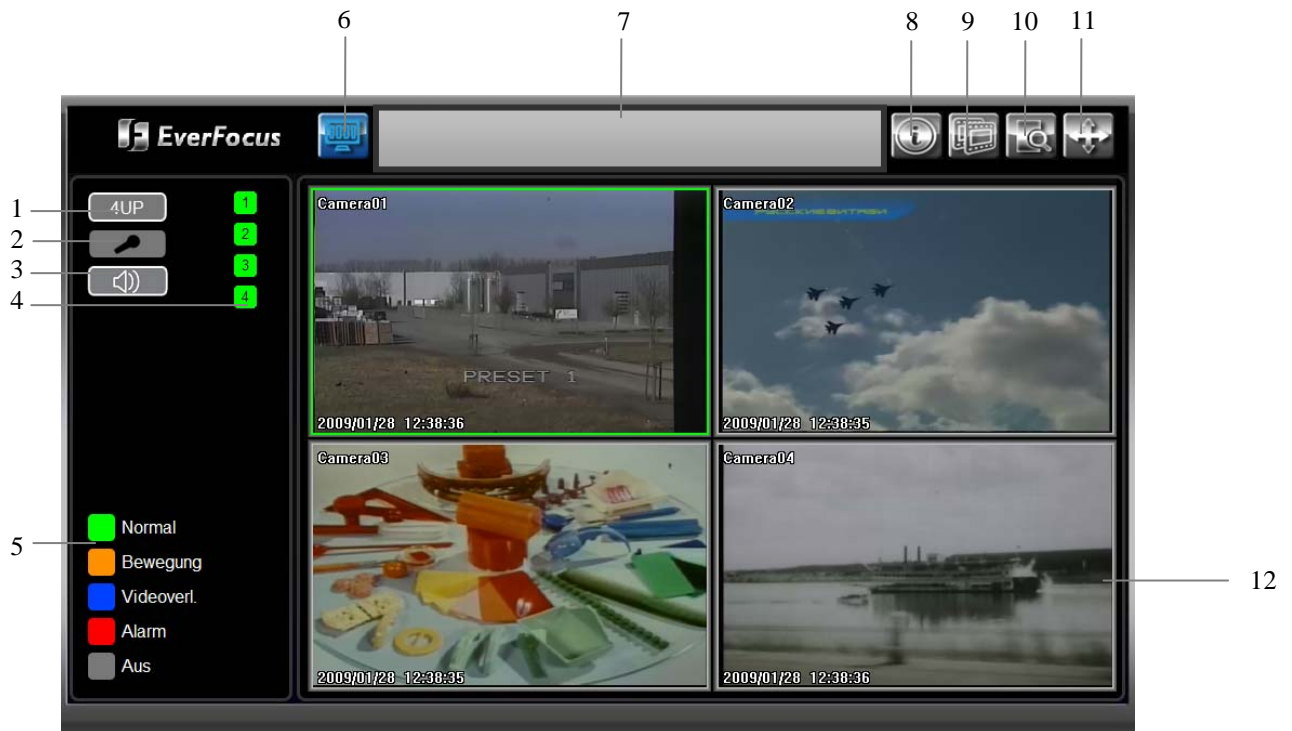 6
7
8
9
10
11
EverFocus
1
4UP
1
2
2
3
3
4
4
Camera01
PRESET 1
2009/01/28 12:38:36
Camera02
РУССКИЕ ВИТЯЗИ
2009/01/28 12:38:35
Camera03
2009/01/28 12:38:35
Camera04
2009/01/28 12:38:36
5
Normal
Bewegung
Videoverl.
Alarm
Aus
12